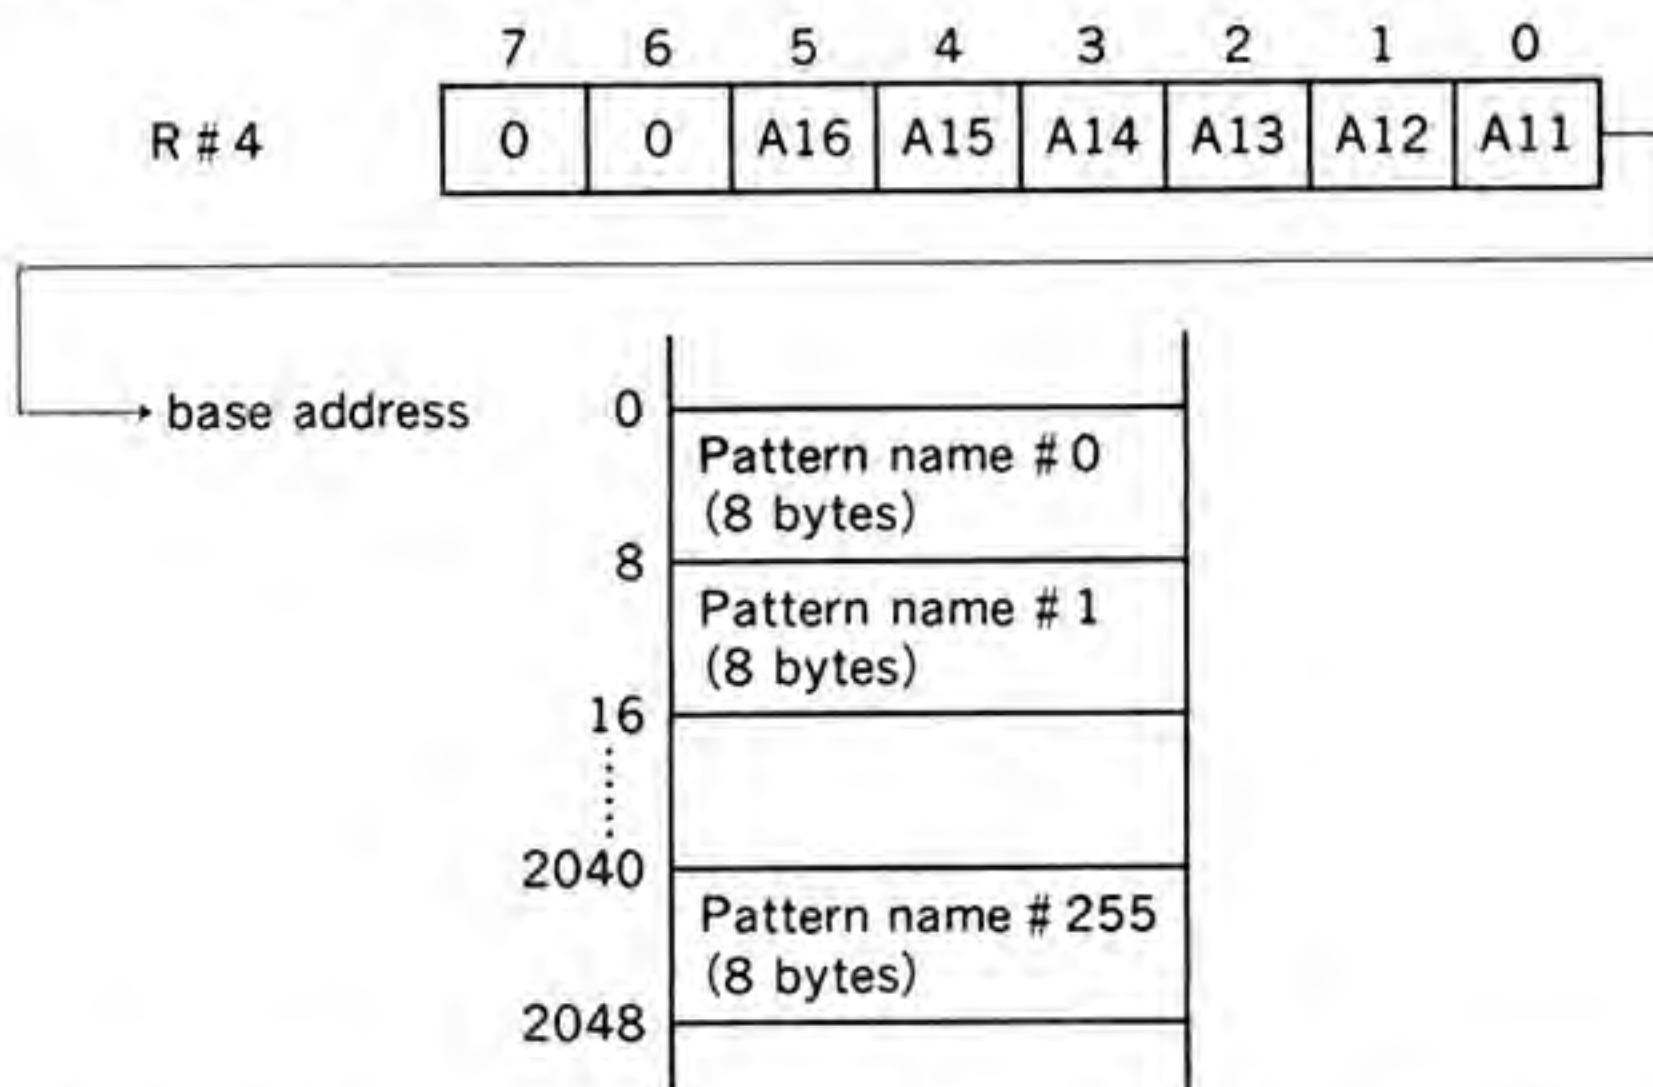 7 6 5 4 3 2 1 0
R#4 0 0 A16 A15 A14 A13 A12 A11
base address 0
Pattern name #0
(8 bytes)
8
Pattern name #1
(8 bytes)
16
2040
Pattern name #255
(8 bytes)
2048